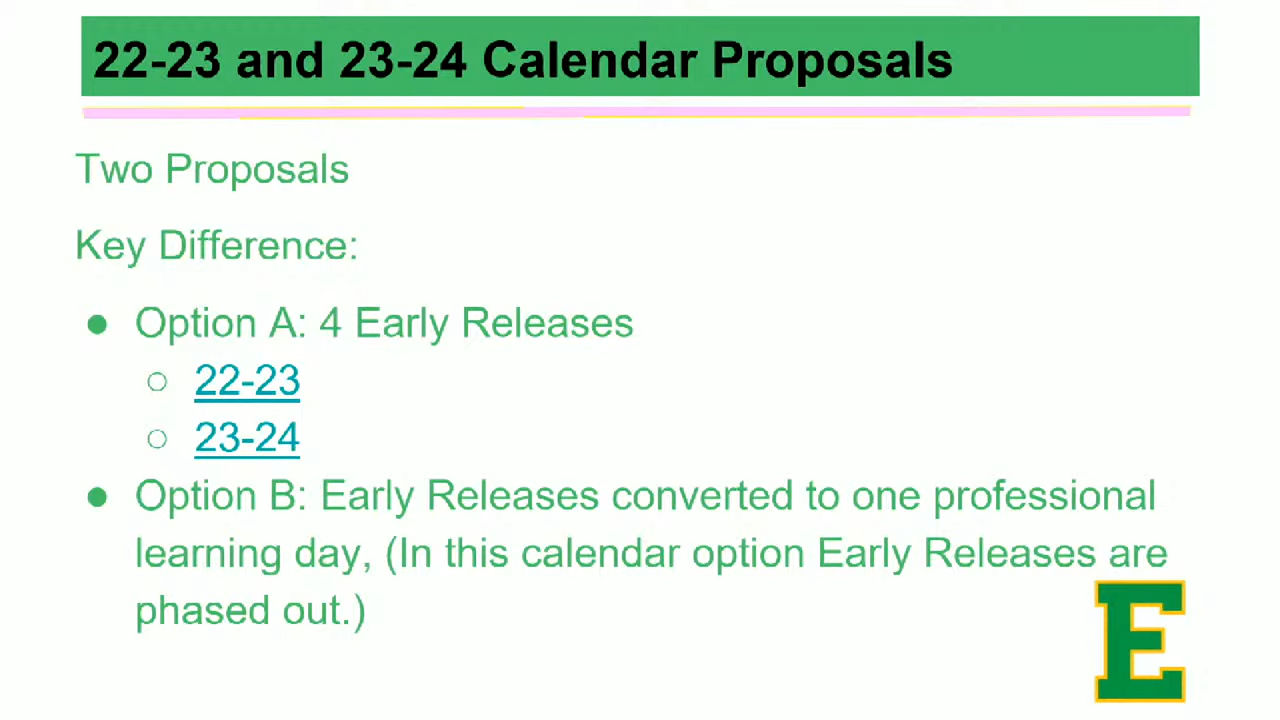 22-23 and 23-24 Calendar Proposals
Two Proposals
Key Difference:
● Option A: 4 Early Releases
○ 22-23
○ 23-24
● Option B: Early Releases converted to one professional
learning day, (In this calendar option Early Releases are
phased out.)
E